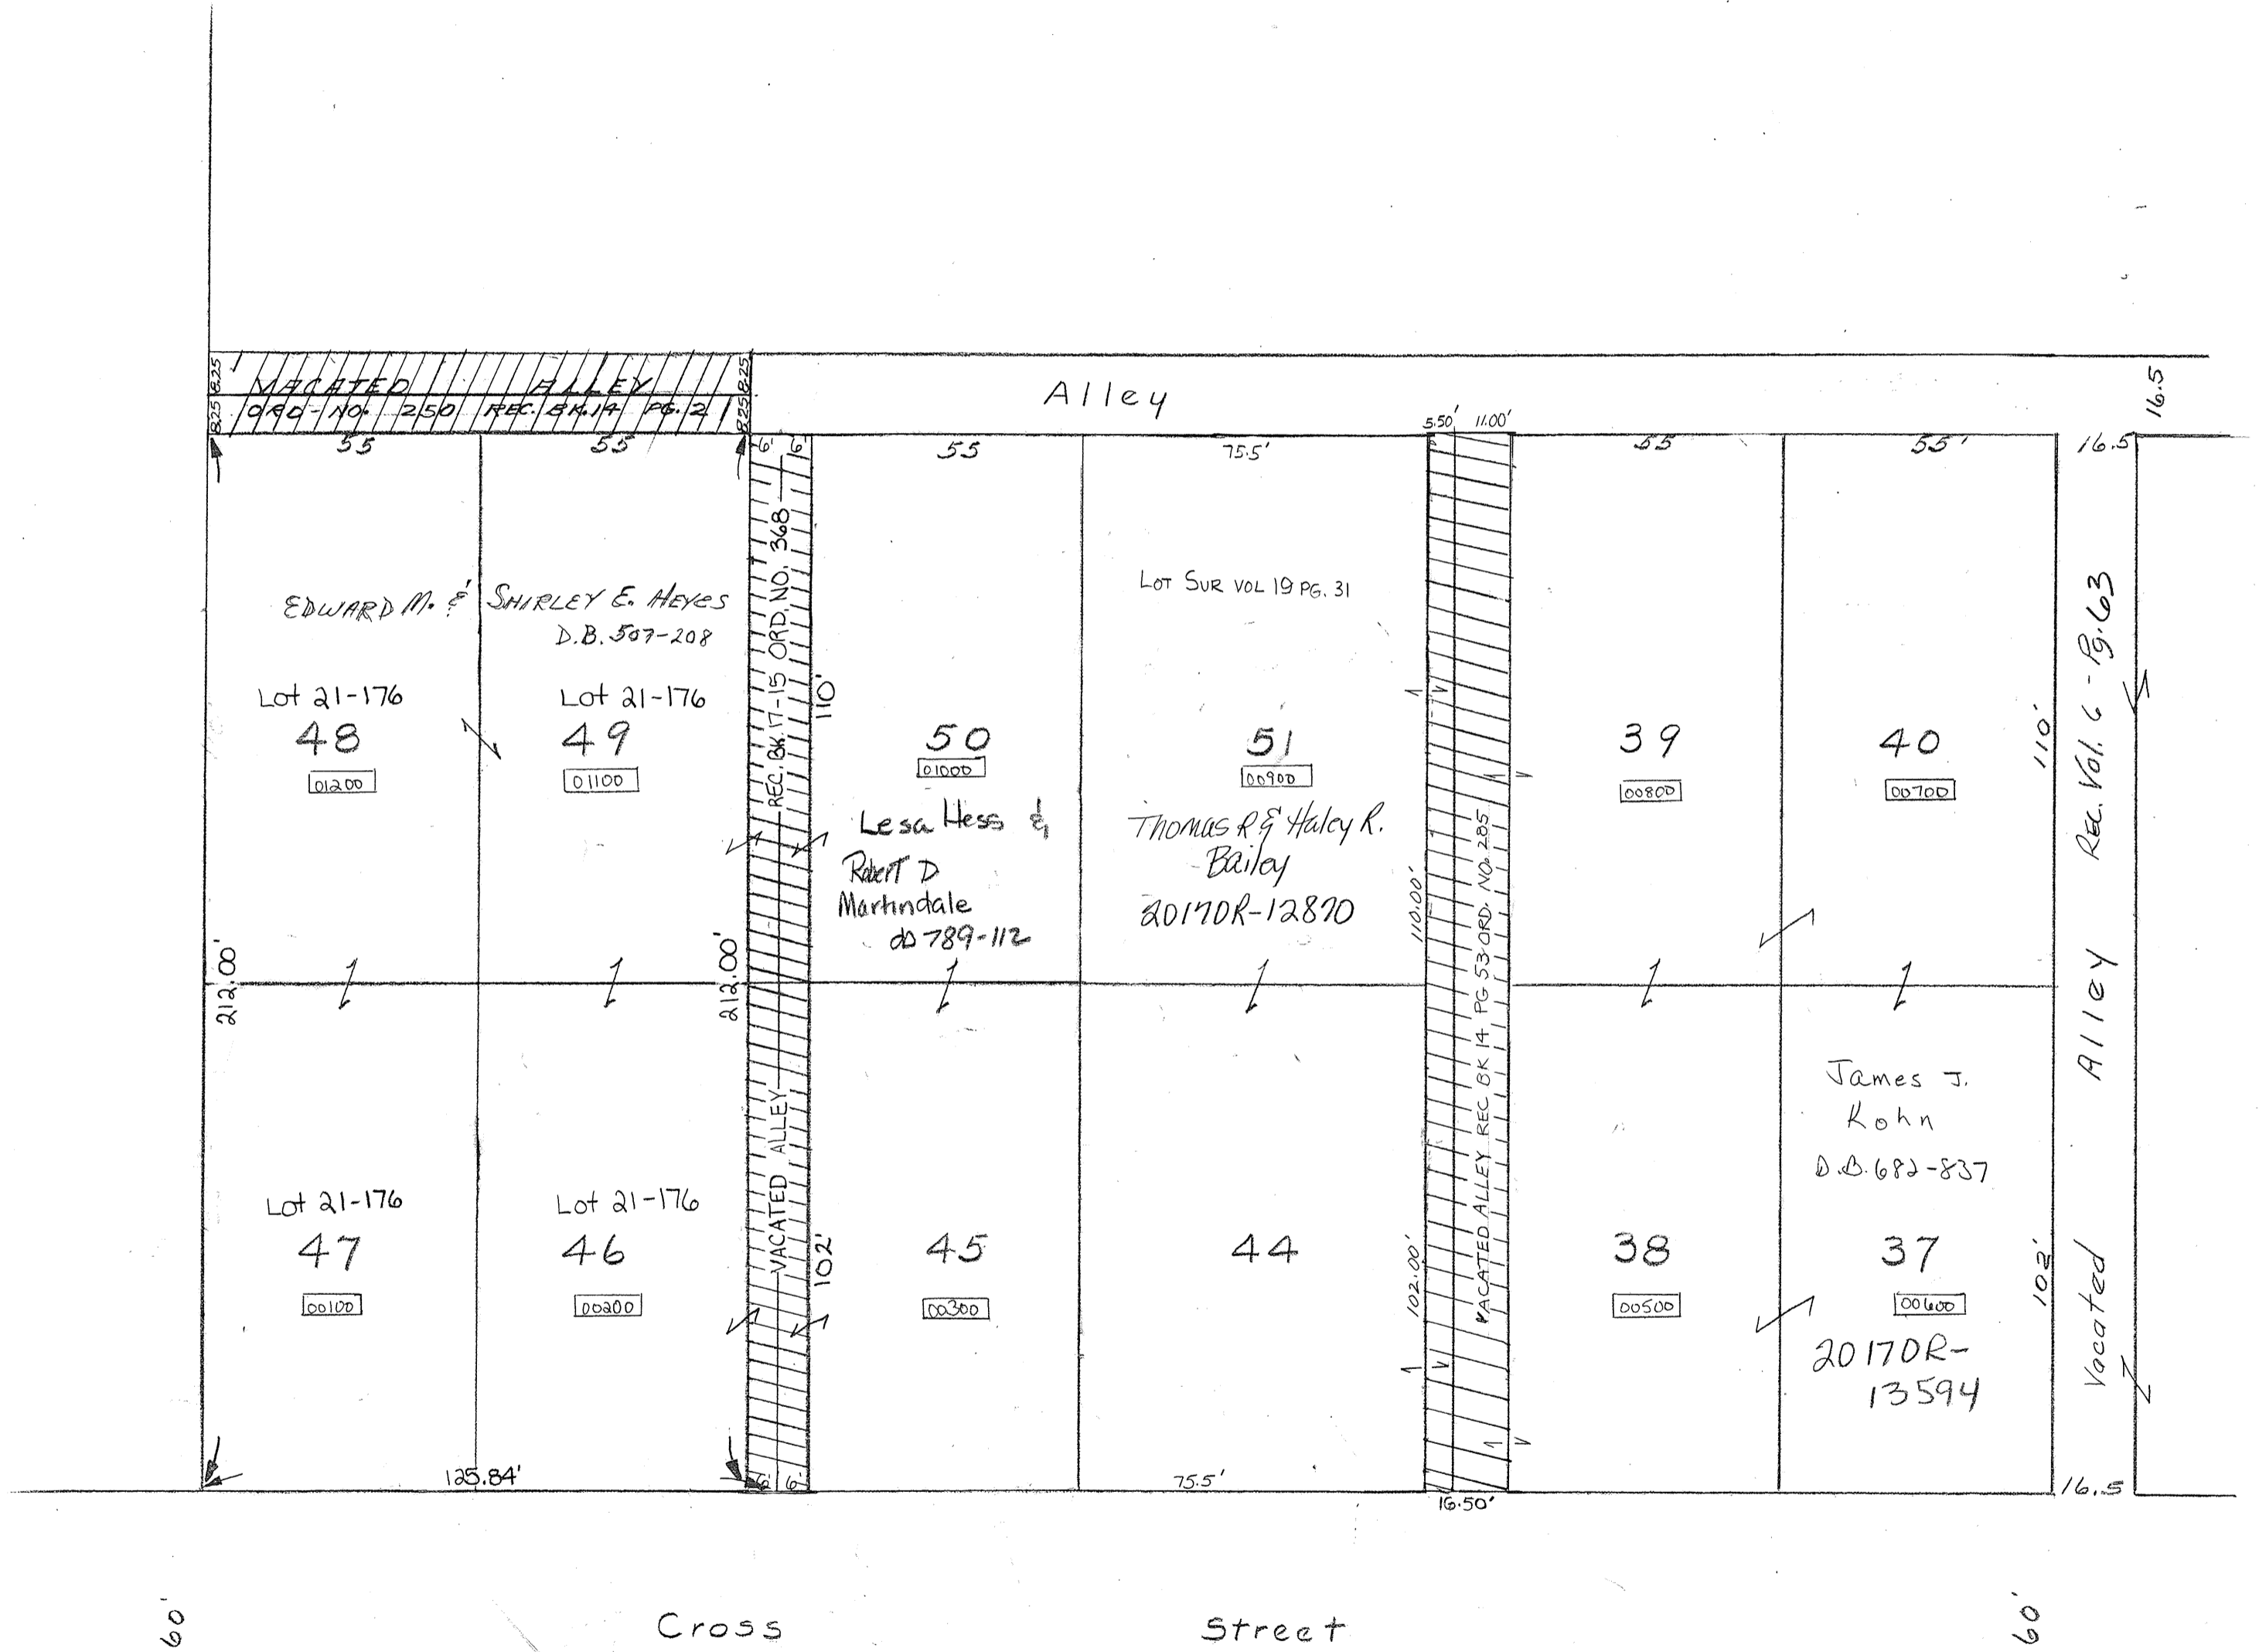 8.25 8.25
VACATED ALLEY
8.25 8.25
ORD-NO. 250 REC. BK.14 PG. 21
8.25 8.25
Alley
16.5
5.50' 11.00'
55
55
6' 6'
55
75.5'
55
55'
16.5
EDWARD M. & SHIRLEY E. HEYES
D.B. 507-208
Lot 21-176
48
01200
Lot 21-176
49
01100
VACATED ALLEY REC. BK. 17-15 ORD. NO. 368
110'
50
01000
Lesa Hess &
Robert D
Martindale
DD 789-112
LOT SUR VOL 19 PG. 31
51
00900
Thomas R & Haley R.
Bailey
2017OR-12870
110.00'
VACATED ALLEY REC BK 14 PG 53 ORD. NO. 285
39
00800
40
00700
110'
Vacated Alley Rec. Vol. 6 - Pg. 63
212.00'
212.00'
Lot 21-176
47
00100
Lot 21-176
46
00200
102'
45
00300
44
102.00'
38
00500
James J.
Kohn
D.B. 682-837
37
00600
2017OR-
13594
102'
125.84'
6' 6'
75.5'
16.50'
16.5
60'
Cross Street
60'